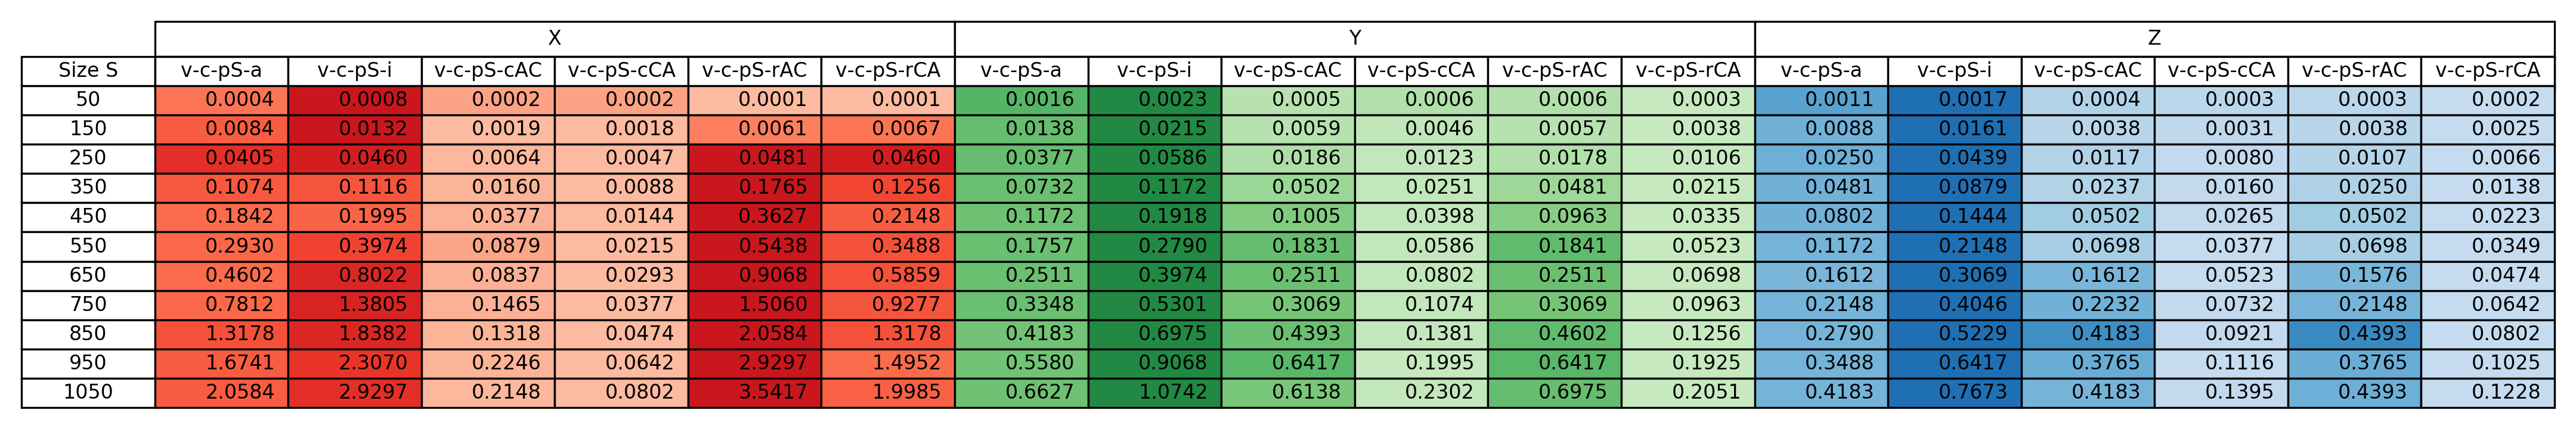 X Y Z
Size S v-c-pS-a v-c-pS-i v-c-pS-cAC v-c-pS-cCA v-c-pS-rAC v-c-pS-rCA v-c-pS-a v-c-pS-i v-c-pS-cAC v-c-pS-cCA v-c-pS-rAC v-c-pS-rCA v-c-pS-a v-c-pS-i v-c-pS-cAC v-c-pS-cCA v-c-pS-rAC v-c-pS-rCA
50 0.0004 0.0008 0.0002 0.0002 0.0001 0.0001 0.0016 0.0023 0.0005 0.0006 0.0006 0.0003 0.0011 0.0017 0.0004 0.0003 0.0003 0.0002
150 0.0084 0.0132 0.0019 0.0018 0.0061 0.0067 0.0138 0.0215 0.0059 0.0046 0.0057 0.0038 0.0088 0.0161 0.0038 0.0031 0.0038 0.0025
250 0.0405 0.0460 0.0064 0.0047 0.0481 0.0460 0.0377 0.0586 0.0186 0.0123 0.0178 0.0106 0.0250 0.0439 0.0117 0.0080 0.0107 0.0066
350 0.1074 0.1116 0.0160 0.0088 0.1765 0.1256 0.0732 0.1172 0.0502 0.0251 0.0481 0.0215 0.0481 0.0879 0.0237 0.0160 0.0250 0.0138
450 0.1842 0.1995 0.0377 0.0144 0.3627 0.2148 0.1172 0.1918 0.1005 0.0398 0.0963 0.0335 0.0802 0.1444 0.0502 0.0265 0.0502 0.0223
550 0.2930 0.3974 0.0879 0.0215 0.5438 0.3488 0.1757 0.2790 0.1831 0.0586 0.1841 0.0523 0.1172 0.2148 0.0698 0.0377 0.0698 0.0349
650 0.4602 0.8022 0.0837 0.0293 0.9068 0.5859 0.2511 0.3974 0.2511 0.0802 0.2511 0.0698 0.1612 0.3069 0.1612 0.0523 0.1576 0.0474
750 0.7812 1.3805 0.1465 0.0377 1.5060 0.9277 0.3348 0.5301 0.3069 0.1074 0.3069 0.0963 0.2148 0.4046 0.2232 0.0732 0.2148 0.0642
850 1.3178 1.8382 0.1318 0.0474 2.0584 1.3178 0.4183 0.6975 0.4393 0.1381 0.4602 0.1256 0.2790 0.5229 0.4183 0.0921 0.4393 0.0802
950 1.6741 2.3070 0.2246 0.0642 2.9297 1.4952 0.5580 0.9068 0.6417 0.1995 0.6417 0.1925 0.3488 0.6417 0.3765 0.1116 0.3765 0.1025
1050 2.0584 2.9297 0.2148 0.0802 3.5417 1.9985 0.6627 1.0742 0.6138 0.2302 0.6975 0.2051 0.4183 0.7673 0.4183 0.1395 0.4393 0.1228